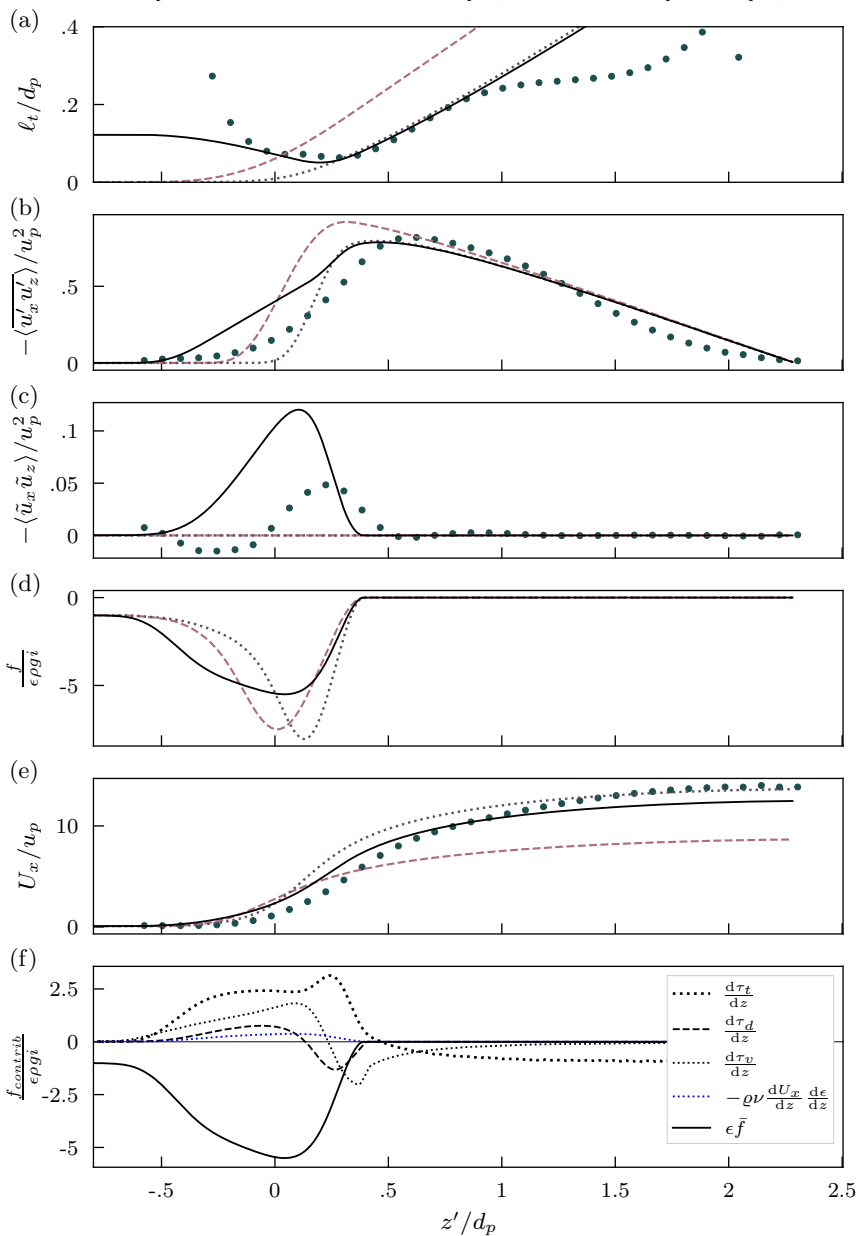 (a)
.4
.2
0
ℓ_t/d_p
(b)
.5
0
−⟨\overline{u′_x u′_z}⟩/u_p^2
(c)
.1
.05
0
−⟨ũ_x ũ_z⟩/u_p^2
(d)
0
-5
f/ϵρgi
(e)
10
0
U_x/u_p
(f)
2.5
0
-2.5
-5
f_{contrib}/ϵρgi
dτ_t/dz
dτ_d/dz
dτ_v/dz
−ϱν dU_x/dz dϵ/dz
ϵf̄
-.5 0 .5 1 1.5 2 2.5
z′/d_p